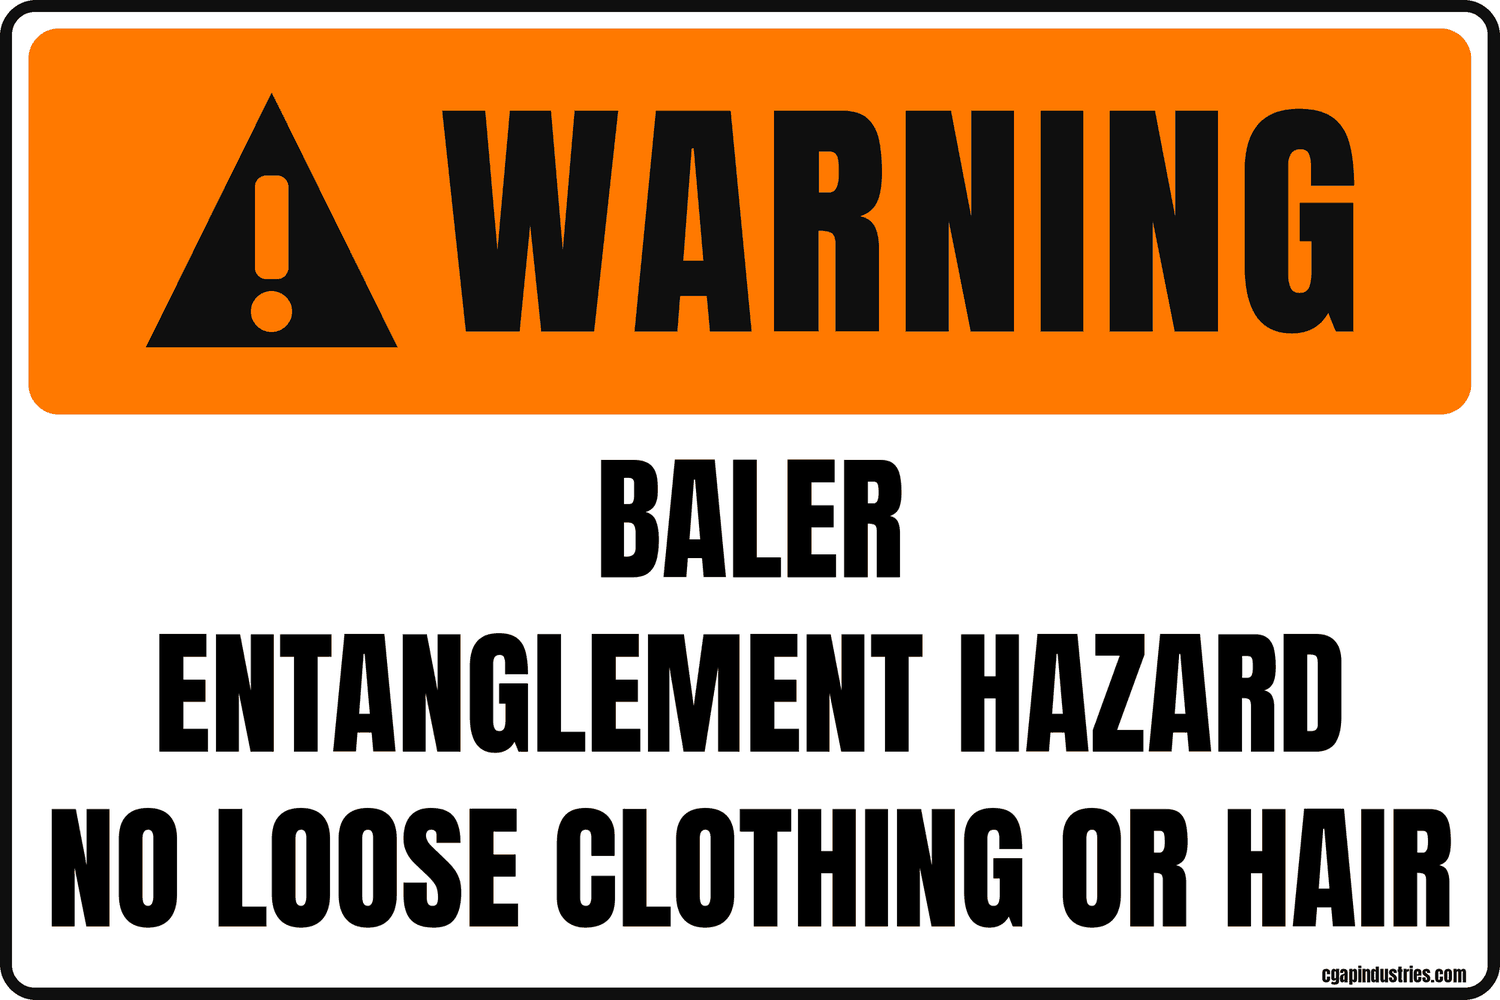 WARNING
BALER
ENTANGLEMENT HAZARD
NO LOOSE CLOTHING OR HAIR
cgapindustries.com